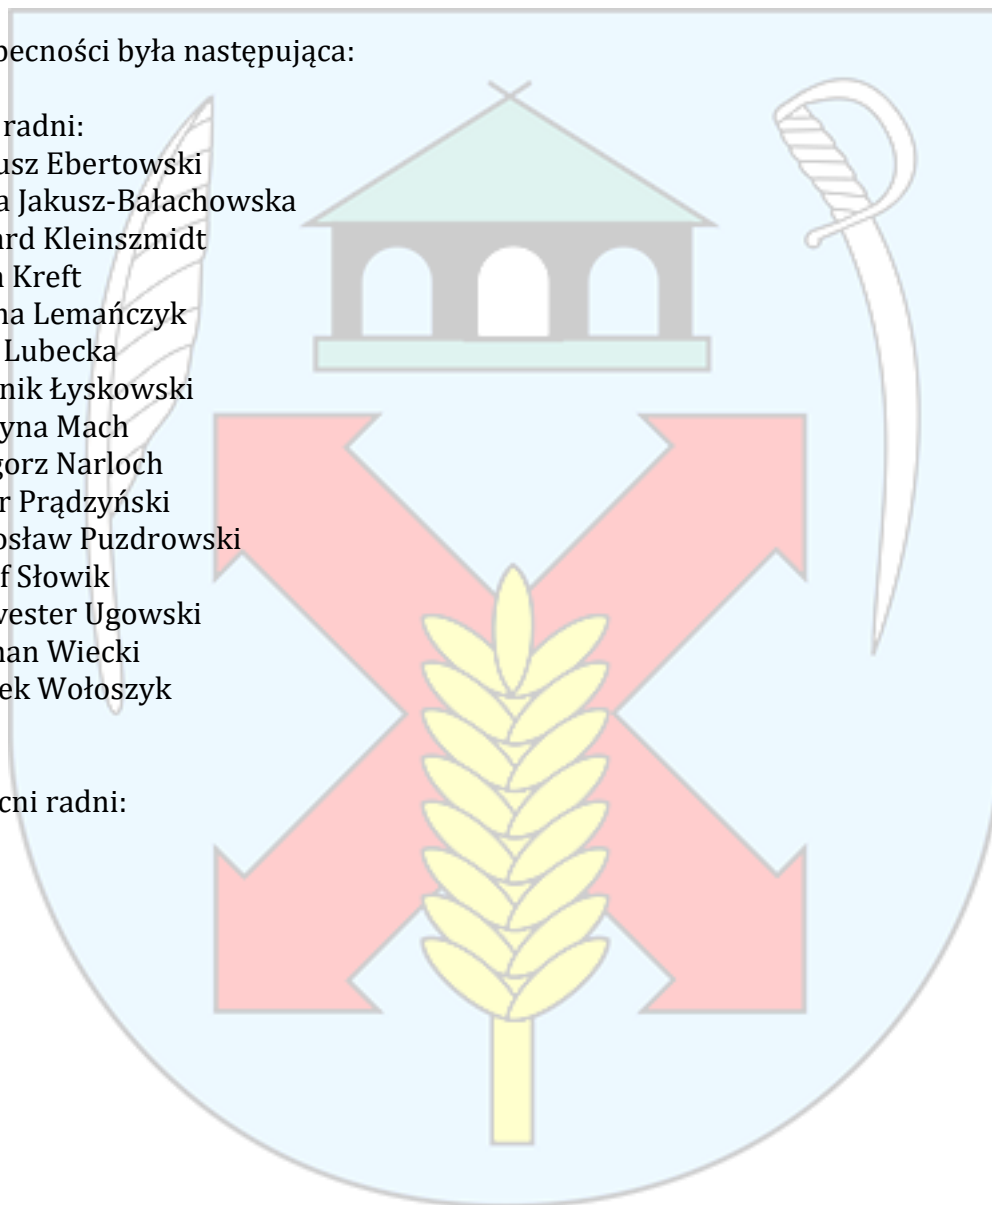 becności była następująca:
radni:
usz Ebertowski
a Jakusz-Bałachowska
ard Kleinszmidt
Kreft
na Lemańczyk
Lubecka
nik Łyskowski
yna Mach
gorz Narloch
r Prądzyński
osław Puzdrowski
f Słowik
vester Ugowski
nan Wiecki
ek Wołoszyk
cni radni: